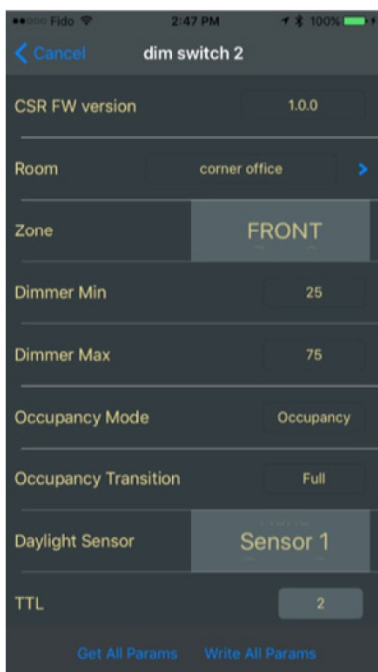 Fido 2:47 PM 100%
Cancel dim switch 2
CSR FW version 1.0.0
Room corner office
Zone FRONT
Dimmer Min 25
Dimmer Max 75
Occupancy Mode Occupancy
Occupancy Transition Full
Daylight Sensor Sensor 1
TTL 2
Get All Params Write All Params